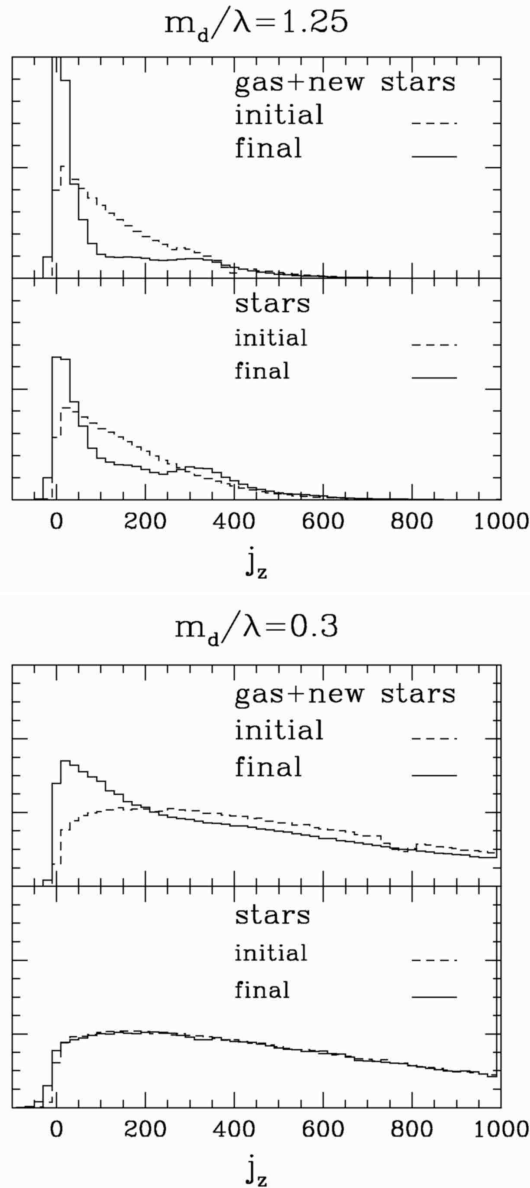 m_d/λ=1.25
gas+new stars
initial
final
stars
initial
final
0 200 400 600 800 1000
j_z
m_d/λ=0.3
gas+new stars
initial
final
stars
initial
final
0 200 400 600 800 1000
j_z